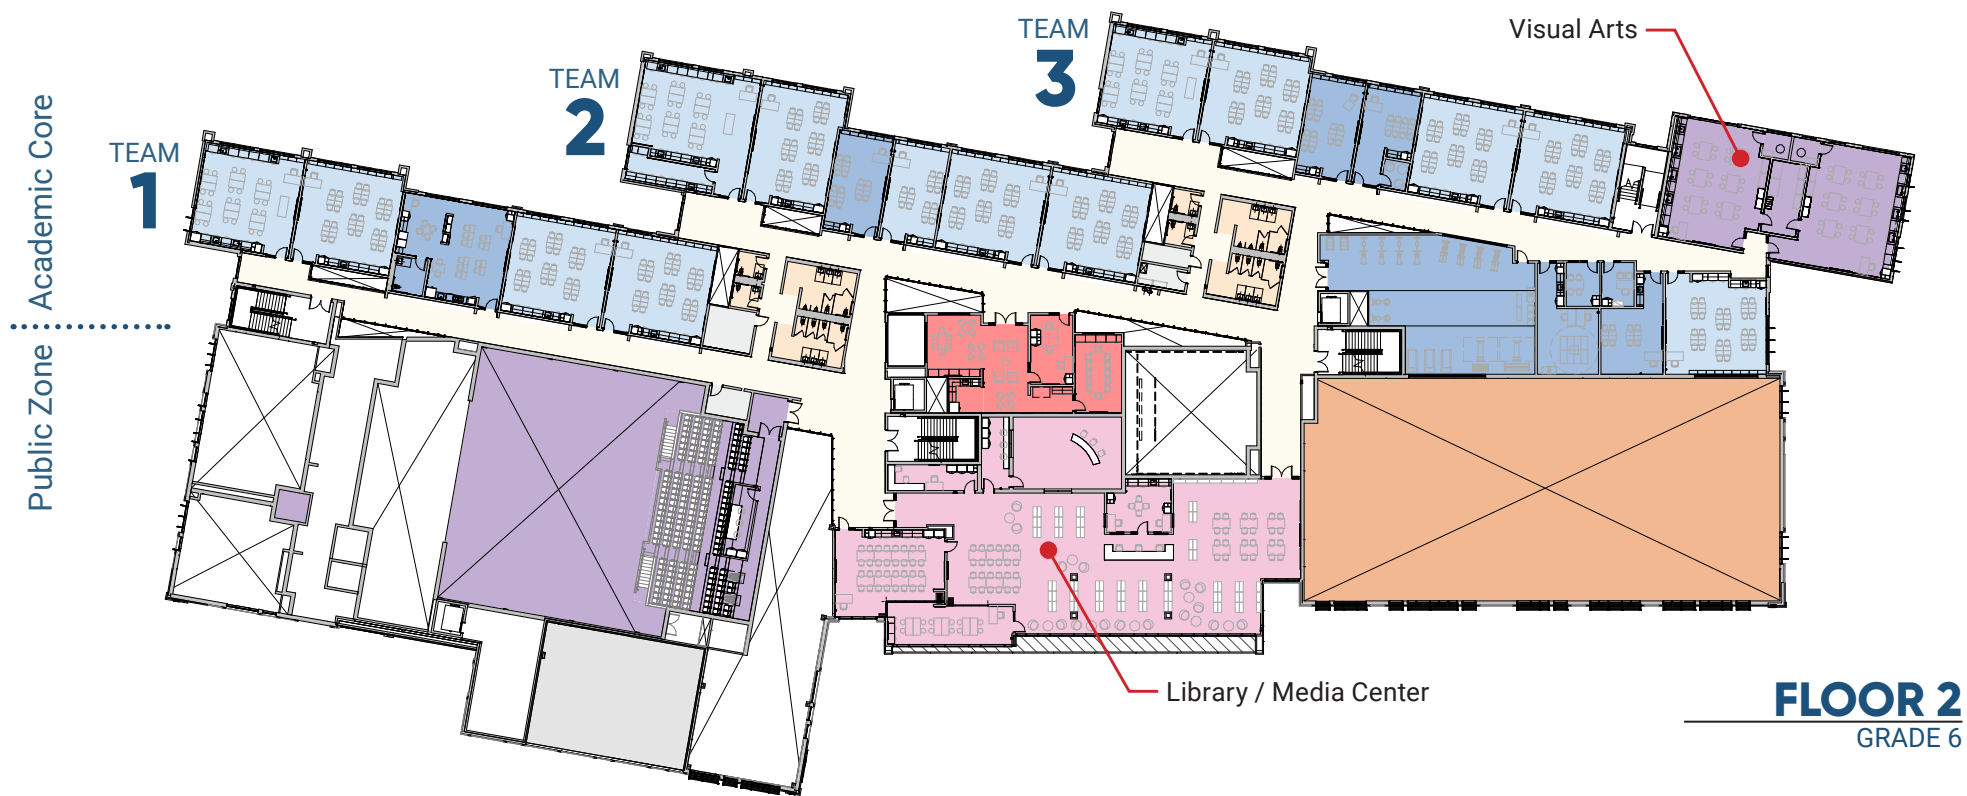 TEAM
1
TEAM
2
TEAM
3
Visual Arts
Academic Core
Public Zone
Library / Media Center
FLOOR 2
GRADE 6